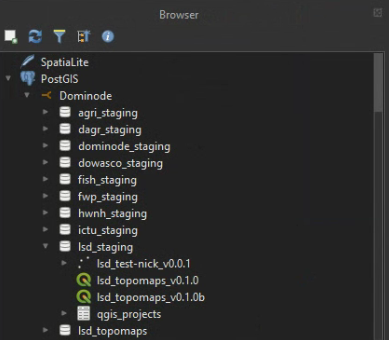 Browser
SpatiaLite
PostGIS
Dominode
agri_staging
dagr_staging
dominode_staging
dowasco_staging
fish_staging
fwp_staging
hwnh_staging
ictu_staging
lsd_staging
lsd_test-nick_v0.0.1
lsd_topomaps_v0.1.0
lsd_topomaps_v0.1.0b
qgis_projects
lsd_topomaps